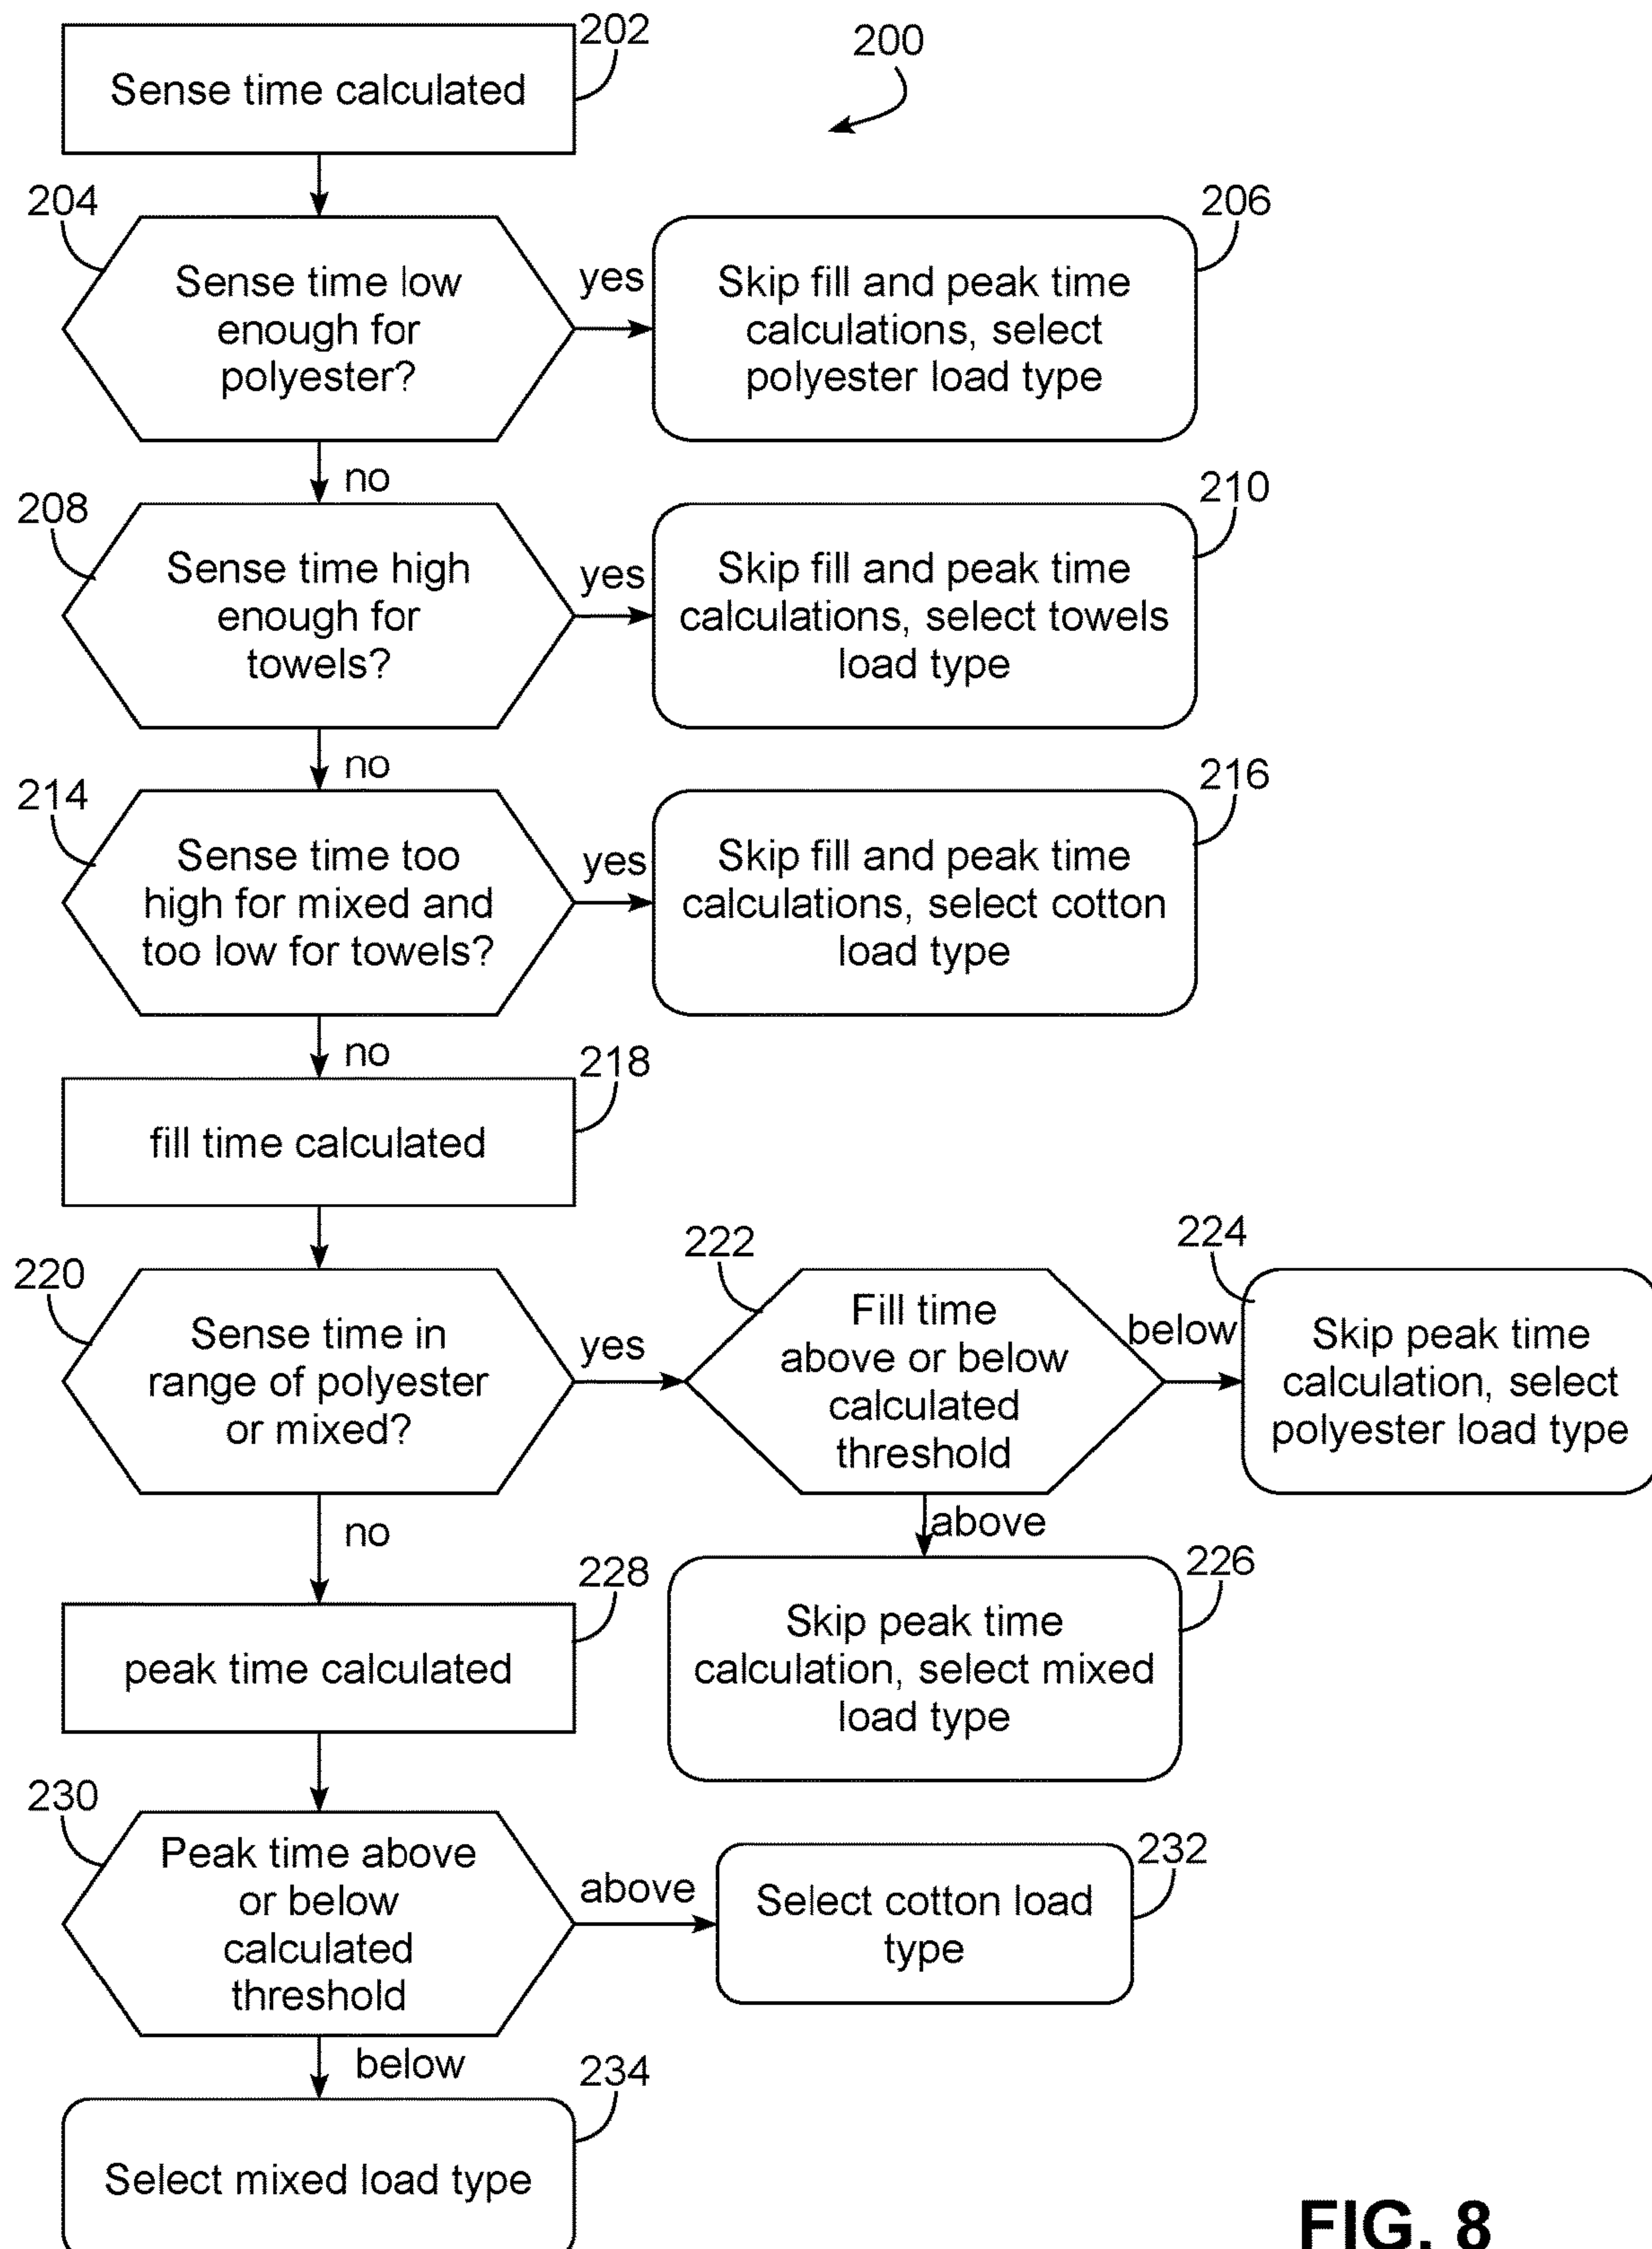 202
200
Sense time calculated
204
206
Sense time low
enough for
polyester?
yes
Skip fill and peak time
calculations, select
polyester load type
no
208
210
Sense time high
enough for
towels?
yes
Skip fill and peak time
calculations, select towels
load type
no
214
216
Sense time too
high for mixed and
too low for towels?
yes
Skip fill and peak time
calculations, select cotton
load type
no
218
fill time calculated
220
222
224
Sense time in
range of polyester
or mixed?
yes
Fill time
above or below
calculated
threshold
below
Skip peak time
calculation, select
polyester load type
no
above
228
226
peak time calculated
Skip peak time
calculation, select mixed
load type
230
232
Peak time above
or below
calculated
threshold
above
Select cotton load
type
below
234
Select mixed load type
FIG. 8